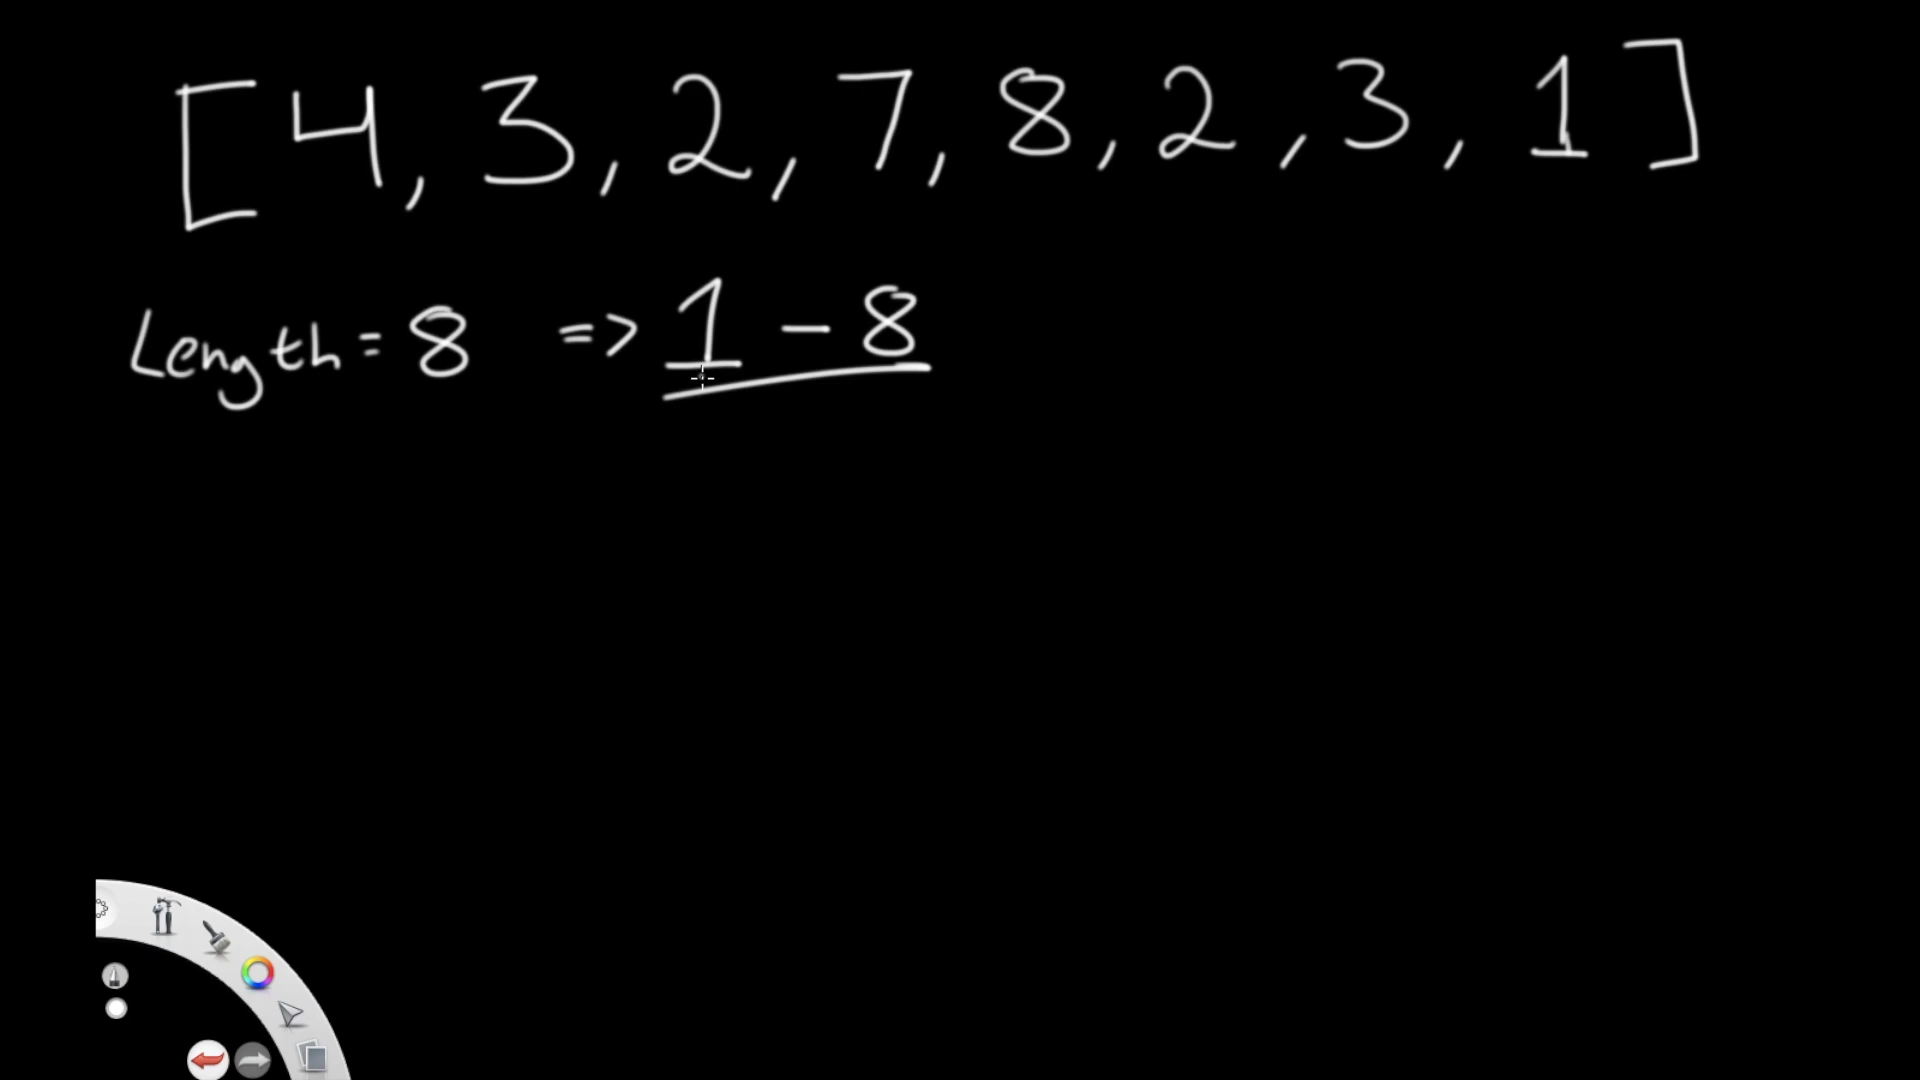 [4, 3, 2, 7, 8, 2, 3, 1]
Length = 8 => 1 - 8